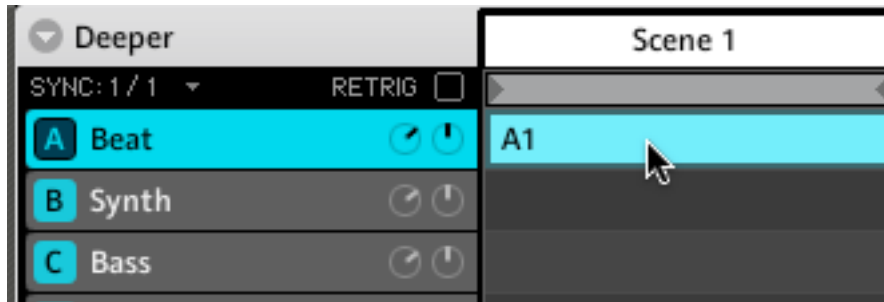 Deeper
Scene 1
SYNC: 1 / 1 RETRIG
A Beat A1
B Synth
C Bass